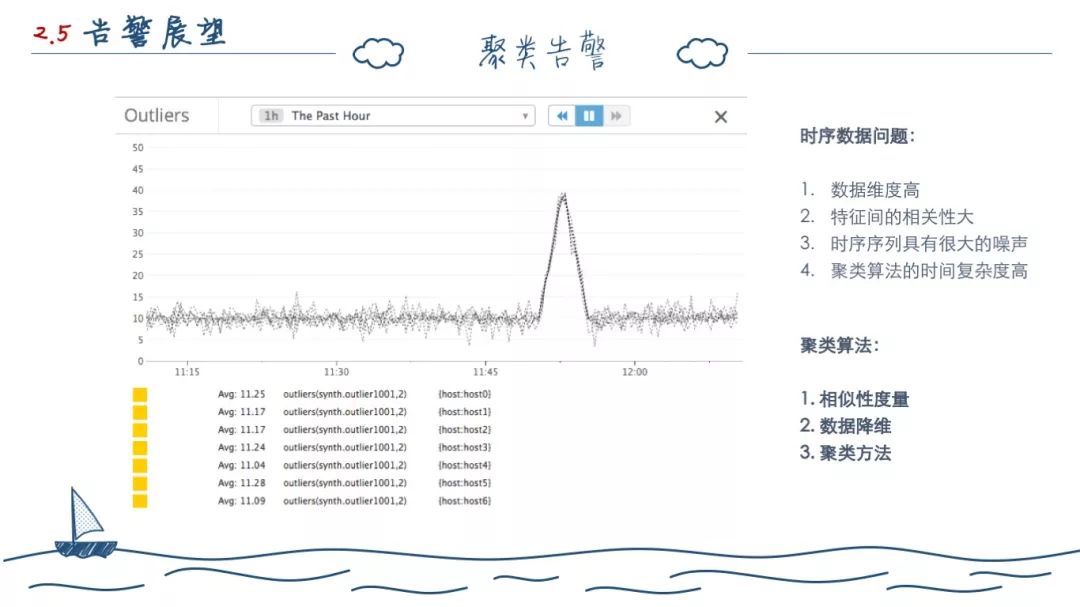 2.5 告警展望
聚类告警
Outliers
1h The Past Hour
50
45
40
35
30
25
20
15
10
5
0
11:15 11:30 11:45 12:00
Avg: 11.25 outliers(synth.outlier1001,2) {host:host0}
Avg: 11.17 outliers(synth.outlier1001,2) {host:host1}
Avg: 11.17 outliers(synth.outlier1001,2) {host:host2}
Avg: 11.24 outliers(synth.outlier1001,2) {host:host3}
Avg: 11.04 outliers(synth.outlier1001,2) {host:host4}
Avg: 11.28 outliers(synth.outlier1001,2) {host:host5}
Avg: 11.09 outliers(synth.outlier1001,2) {host:host6}
时序数据问题：
1. 数据维度高
2. 特征间的相关性大
3. 时序序列具有很大的噪声
4. 聚类算法的时间复杂度高
聚类算法：
1. 相似性度量
2. 数据降维
3. 聚类方法